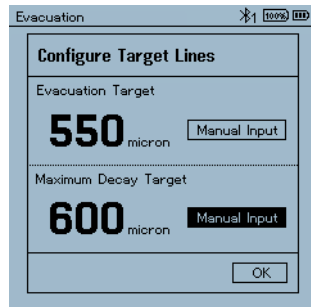 Evacuation 1 100%
Configure Target Lines
Evacuation Target
550 micron Manual Input
Maximum Decay Target
600 micron Manual Input
OK